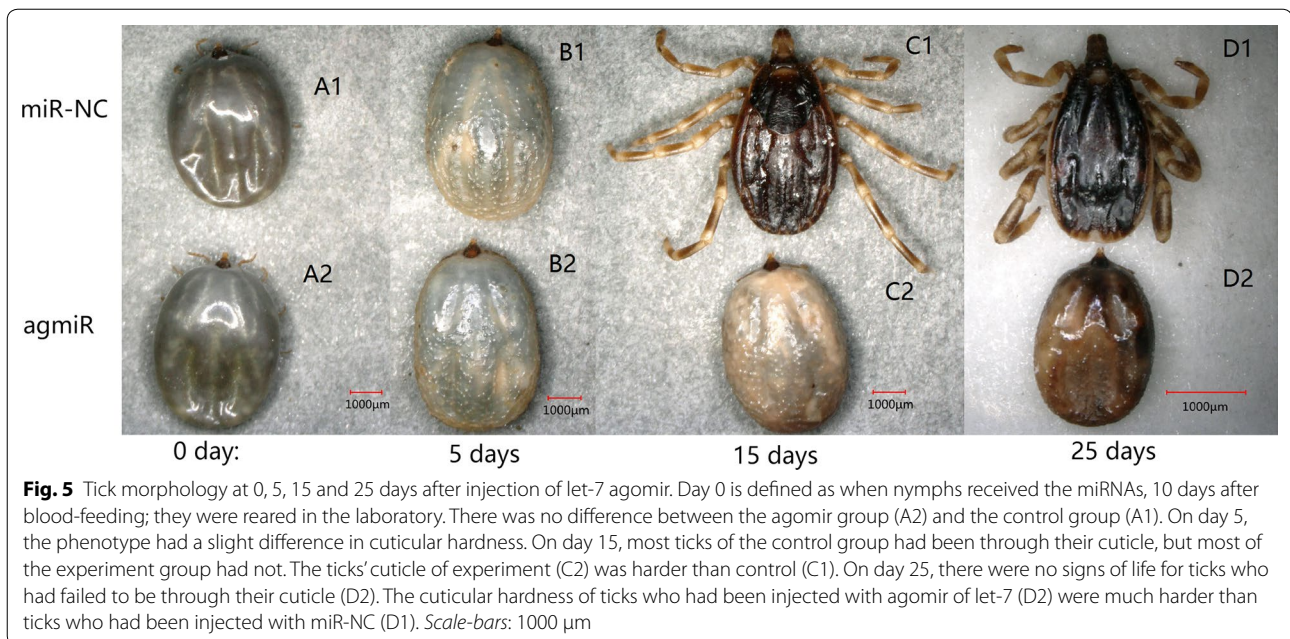 miR-NC
A1
B1
C1
D1
agmiR
A2
B2
C2
D2
1000μm
1000μm
1000μm
1000μm
0 day:
5 days
15 days
25 days
Fig. 5 Tick morphology at 0, 5, 15 and 25 days after injection of let-7 agomir. Day 0 is defined as when nymphs received the miRNAs, 10 days after
blood-feeding; they were reared in the laboratory. There was no difference between the agomir group (A2) and the control group (A1). On day 5,
the phenotype had a slight difference in cuticular hardness. On day 15, most ticks of the control group had been through their cuticle, but most of
the experiment group had not. The ticks’ cuticle of experiment (C2) was harder than control (C1). On day 25, there were no signs of life for ticks who
had failed to be through their cuticle (D2). The cuticular hardness of ticks who had been injected with agomir of let-7 (D2) were much harder than
ticks who had been injected with miR-NC (D1). Scale-bars: 1000 μm